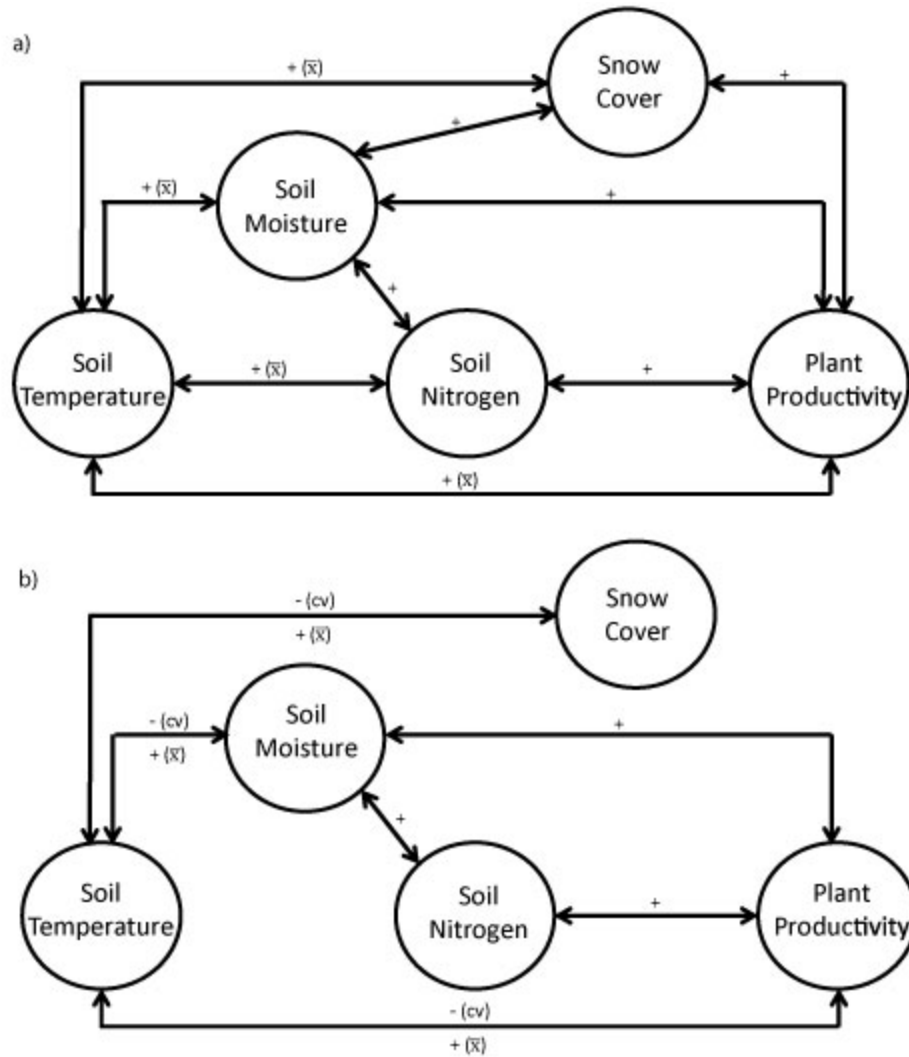 a)
+ (x̅)
Snow
Cover
+
+
+ (x̅)
Soil
Moisture
+
+
Soil
Temperature
+ (x̅)
Soil
Nitrogen
+
Plant
Productivity
+ (x̅)
b)
- (cv)
+ (x̅)
Snow
Cover
- (cv)
+ (x̅)
Soil
Moisture
+
+
Soil
Temperature
Soil
Nitrogen
+
Plant
Productivity
- (cv)
+ (x̅)